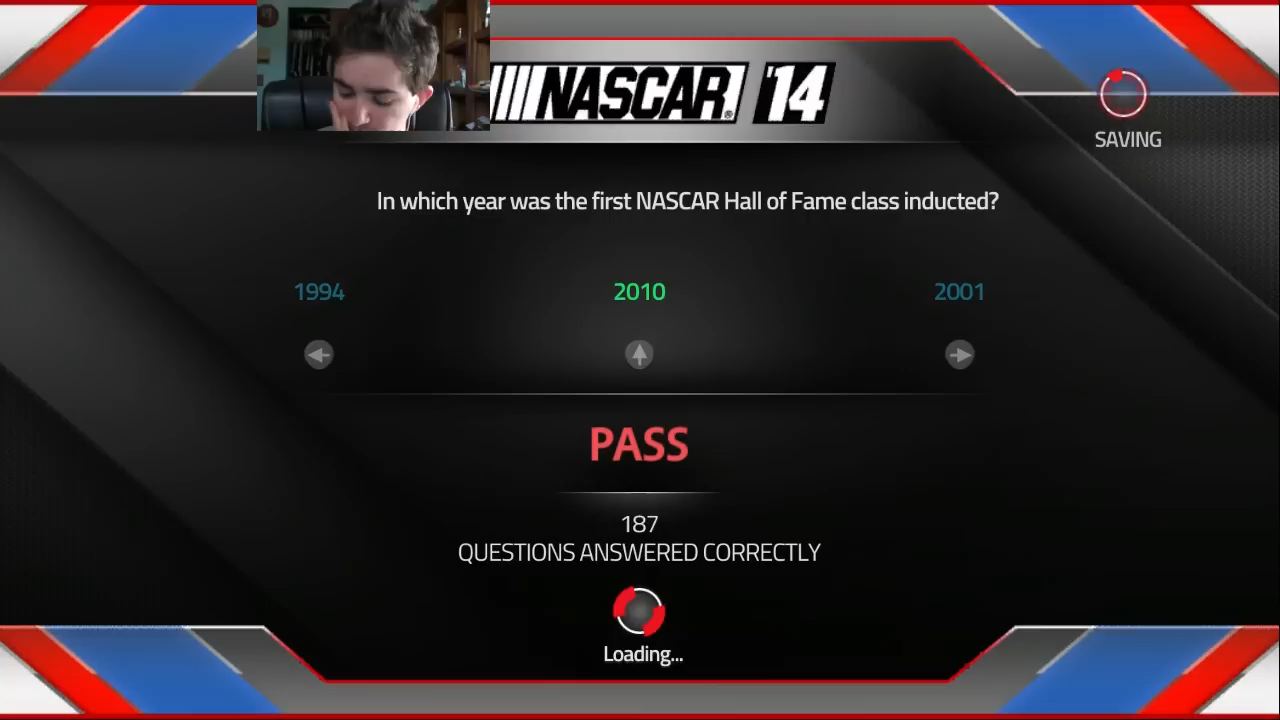 NASCAR ® '14
SAVING
In which year was the first NASCAR Hall of Fame class inducted?
1994 2010 2001
PASS
187
QUESTIONS ANSWERED CORRECTLY
Loading...